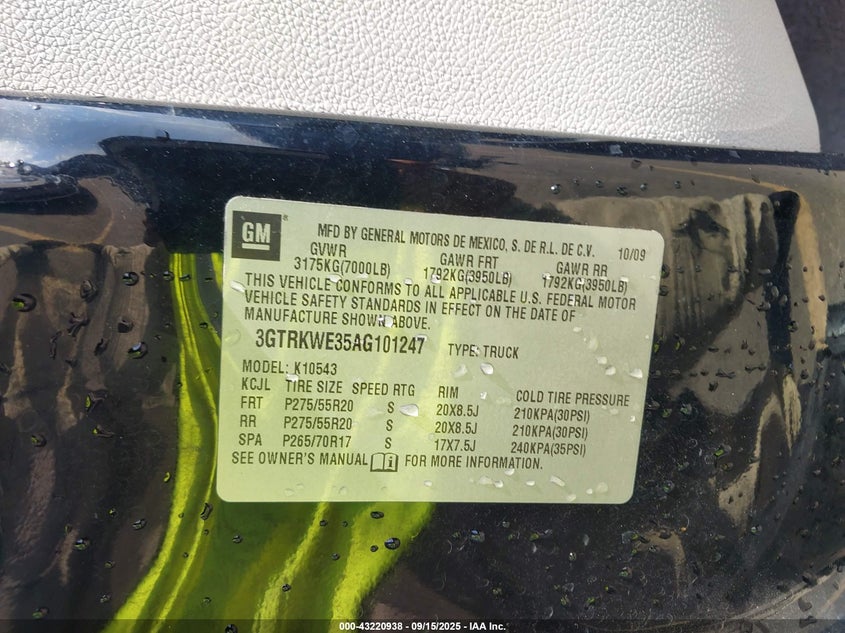 GM ® MFD BY GENERAL MOTORS DE MEXICO, S. DE R.L. DE C.V. 10/09
GVWR GAWR FRT GAWR RR
3175KG(7000LB) 1792KG(3950LB) 1792KG(3950LB)
THIS VEHICLE CONFORMS TO ALL APPLICABLE U.S. FEDERAL MOTOR
VEHICLE SAFETY STANDARDS IN EFFECT ON THE DATE OF
MANUFACTURE SHOWN ABOVE.
3GTRKWE35AG101247 TYPE: TRUCK
MODEL: K10543
KCJL TIRE SIZE SPEED RTG RIM COLD TIRE PRESSURE
FRT P275/55R20 S 20X8.5J 210KPA(30PSI)
RR P275/55R20 S 20X8.5J 210KPA(30PSI)
SPA P265/70R17 S 17X7.5J 240KPA(35PSI)
SEE OWNER'S MANUAL FOR MORE INFORMATION.
000-43220938 - 09/15/2025 - IAA Inc.